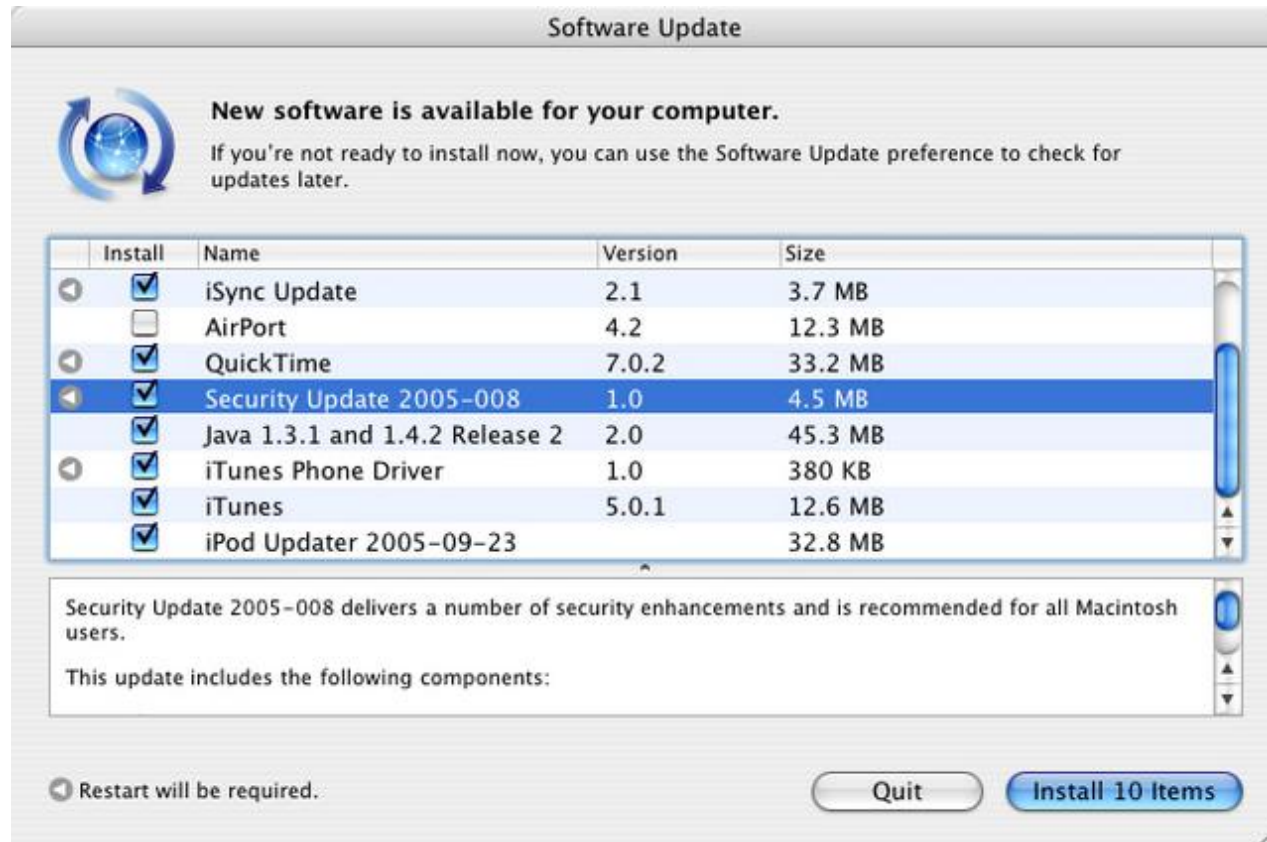 Software Update
New software is available for your computer.
If you're not ready to install now, you can use the Software Update preference to check for
updates later.
Install Name Version Size
iSync Update 2.1 3.7 MB
AirPort 4.2 12.3 MB
QuickTime 7.0.2 33.2 MB
Security Update 2005-008 1.0 4.5 MB
Java 1.3.1 and 1.4.2 Release 2 2.0 45.3 MB
iTunes Phone Driver 1.0 380 KB
iTunes 5.0.1 12.6 MB
iPod Updater 2005-09-23 32.8 MB
Security Update 2005-008 delivers a number of security enhancements and is recommended for all Macintosh
users.
This update includes the following components:
Restart will be required. Quit Install 10 Items